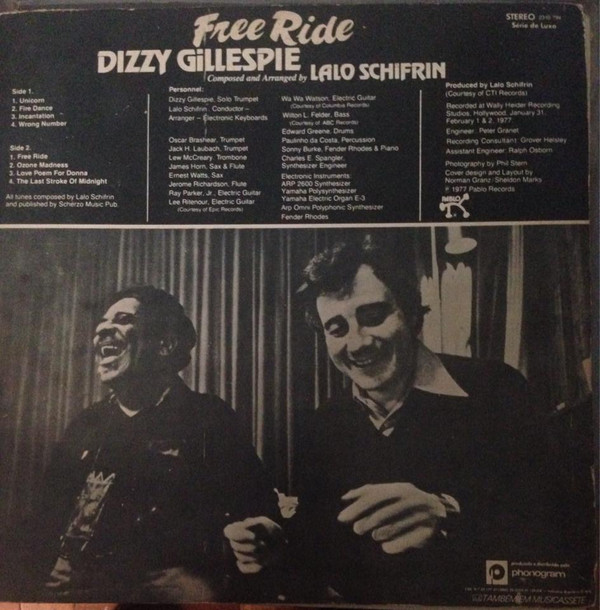 Free Ride
STEREO 2310 794
Série de Luxo
DIZZY GILLESPIE
Composed and Arranged by LALO SCHIFRIN
Side 1.
1. Unicorn
2. Fire Dance
3. Incantation
4. Wrong Number
Side 2.
1. Free Ride
2. Ozone Madness
3. Love Poem For Donna
4. The Last Stroke Of Midnight
All tunes composed by Lalo Schifrin
and published by Scherzo Music Pub.
Personnel:
Dizzy Gillespie, Solo Trumpet
Lalo Schifrin, Conductor –
Arranger – Electronic Keyboards
Oscar Brashear, Trumpet
Jack H. Laubach, Trumpet
Lew McCreary, Trombone
James Horn, Sax & Flute
Ernest Watts, Sax
Jerome Richardson, Flute
Ray Parker, Jr., Electric Guitar
Lee Ritenour, Electric Guitar
(Courtesy of Epic Records)
Wa Wa Watson, Electric Guitar
(Courtesy of Columbia Records)
Wilton L. Felder, Bass
(Courtesy of ABC Records)
Edward Greene, Drums
Paulinho da Costa, Percussion
Sonny Burke, Fender Rhodes & Piano
Charles E. Spangler,
Synthesizer Engineer
Electronic Instruments:
ARP 2600 Synthesizer
Yamaha Polysynthesizer
Yamaha Electric Organ E-3
Arp Omni Polyphonic Synthesizer
Fender Rhodes
Produced by Lalo Schifrin
(Courtesy of CTI Records)
Recorded at Wally Heider Recording
Studios, Hollywood. January 31,
February 1 & 2, 1977.
Engineer: Peter Granet
Recording Consultant: Grover Helsley
Assistant Engineer: Ralph Osborn
Photography by Phil Stern
Cover design and Layout by
Norman Granz / Sheldon Marks
℗ 1977 Pablo Records
PABLO
produzido e distribuído pela
phonogram
TAMBÉM EM MUSICASSETE